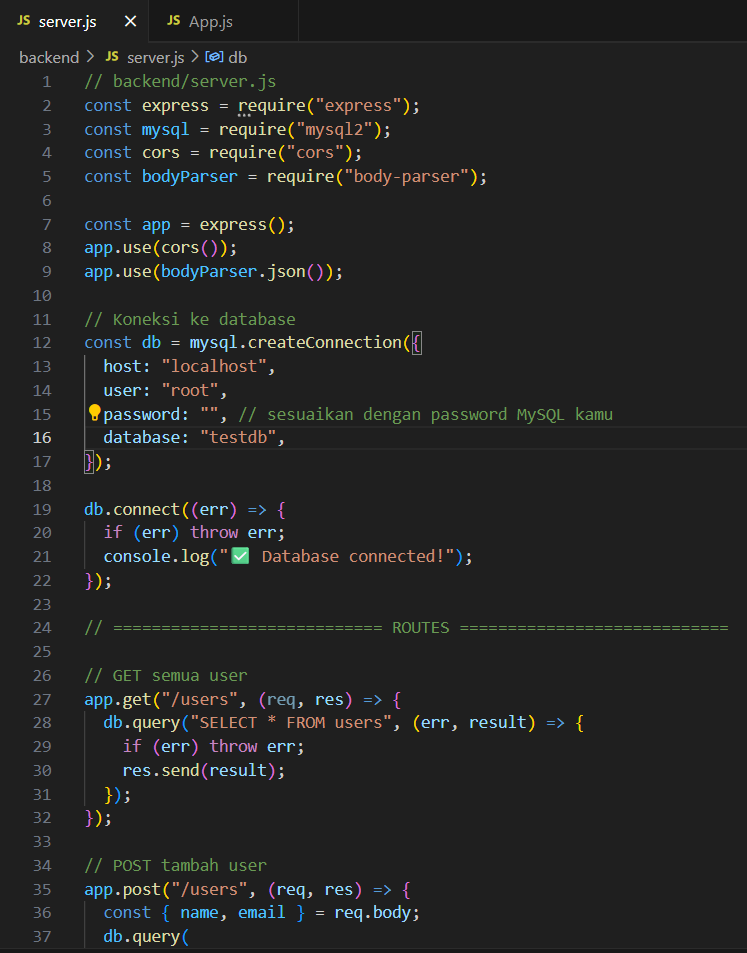 JS server.js × JS App.js
backend > JS server.js > db
1 // backend/server.js
2 const express = require("express");
3 const mysql = require("mysql2");
4 const cors = require("cors");
5 const bodyParser = require("body-parser");
6
7 const app = express();
8 app.use(cors());
9 app.use(bodyParser.json());
10
11 // Koneksi ke database
12 const db = mysql.createConnection({
13   host: "localhost",
14   user: "root",
15   password: "", // sesuaikan dengan password MySQL kamu
16   database: "testdb",
17 });
18
19 db.connect((err) => {
20   if (err) throw err;
21   console.log("✅ Database connected!");
22 });
23
24 // ============================ ROUTES ============================
25
26 // GET semua user
27 app.get("/users", (req, res) => {
28   db.query("SELECT * FROM users", (err, result) => {
29     if (err) throw err;
30     res.send(result);
31   });
32 });
33
34 // POST tambah user
35 app.post("/users", (req, res) => {
36   const { name, email } = req.body;
37   db.query(